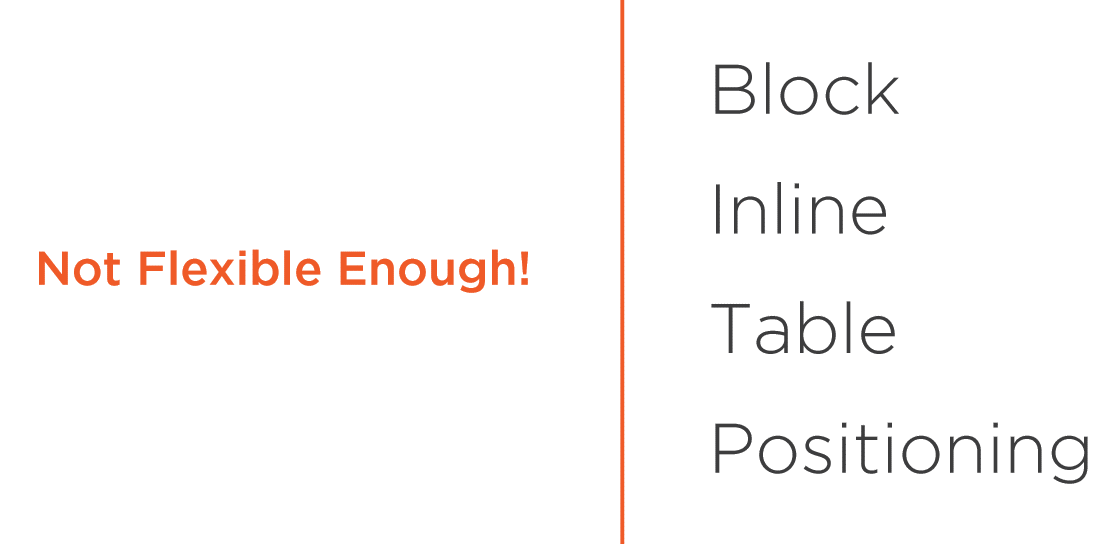 Not Flexible Enough!
Block
Inline
Table
Positioning